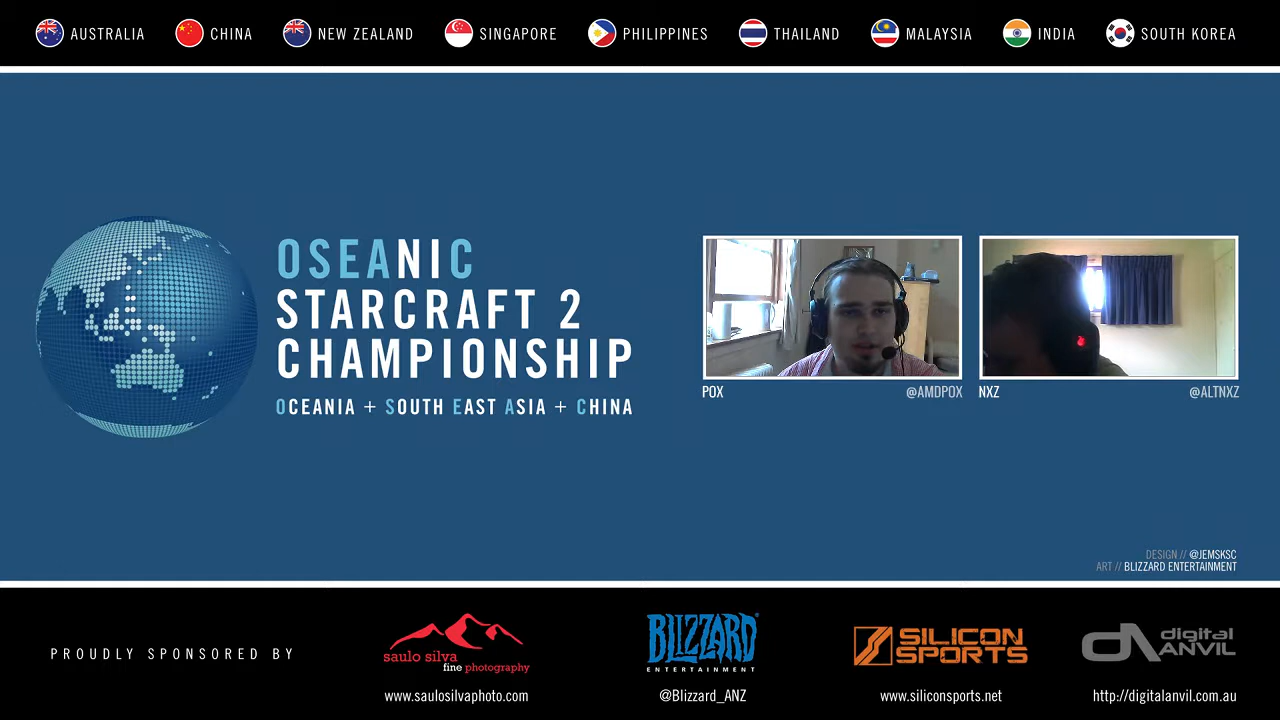 AUSTRALIA
CHINA
NEW ZEALAND
SINGAPORE
PHILIPPINES
THAILAND
MALAYSIA
INDIA
SOUTH KOREA
OSEANIC
STARCRAFT 2
CHAMPIONSHIP
OCEANIA + SOUTH EAST ASIA + CHINA
POX
@AMDPOX
NXZ
@ALTNXZ
DESIGN // @JEMSKSC
ART // BLIZZARD ENTERTAINMENT
PROUDLY SPONSORED BY
saulo silva
fine photography
www.saulosilvaphoto.com
BLIZZARD
ENTERTAINMENT
@Blizzard_ANZ
SILICON
SPORTS
www.siliconsports.net
digital
ANVIL
http://digitalanvil.com.au